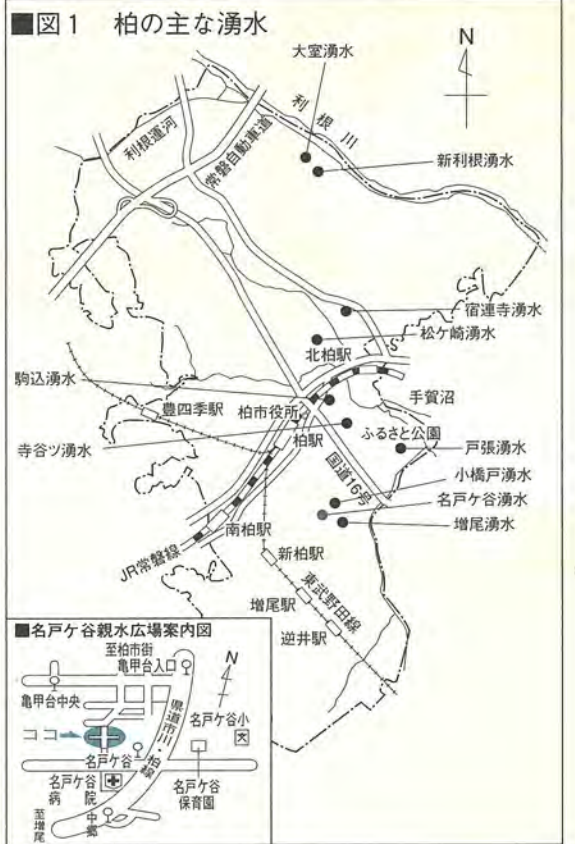 ■図1 柏の主な湧水
N
大室湧水
利根川
利根運河
常磐自動車道
新利根湧水
宿連寺湧水
松ケ崎湧水
北柏駅
駒込湧水
手賀沼
豊四季駅
柏市役所
柏駅
ふるさと公園
寺谷ツ湧水
戸張湧水
国道16号
小橋戸湧水
名戸ケ谷湧水
増尾湧水
南柏駅
JR常磐線
新柏駅
東武野田線
増尾駅
逆井駅
■名戸ケ谷親水広場案内図
至柏市街
亀甲台入口
N
亀甲台中央
県道市川・柏線
名戸ケ谷小
文
ココ
名戸ケ谷
名戸ケ谷
病院
名戸ケ谷
保育園
至増尾
中郷